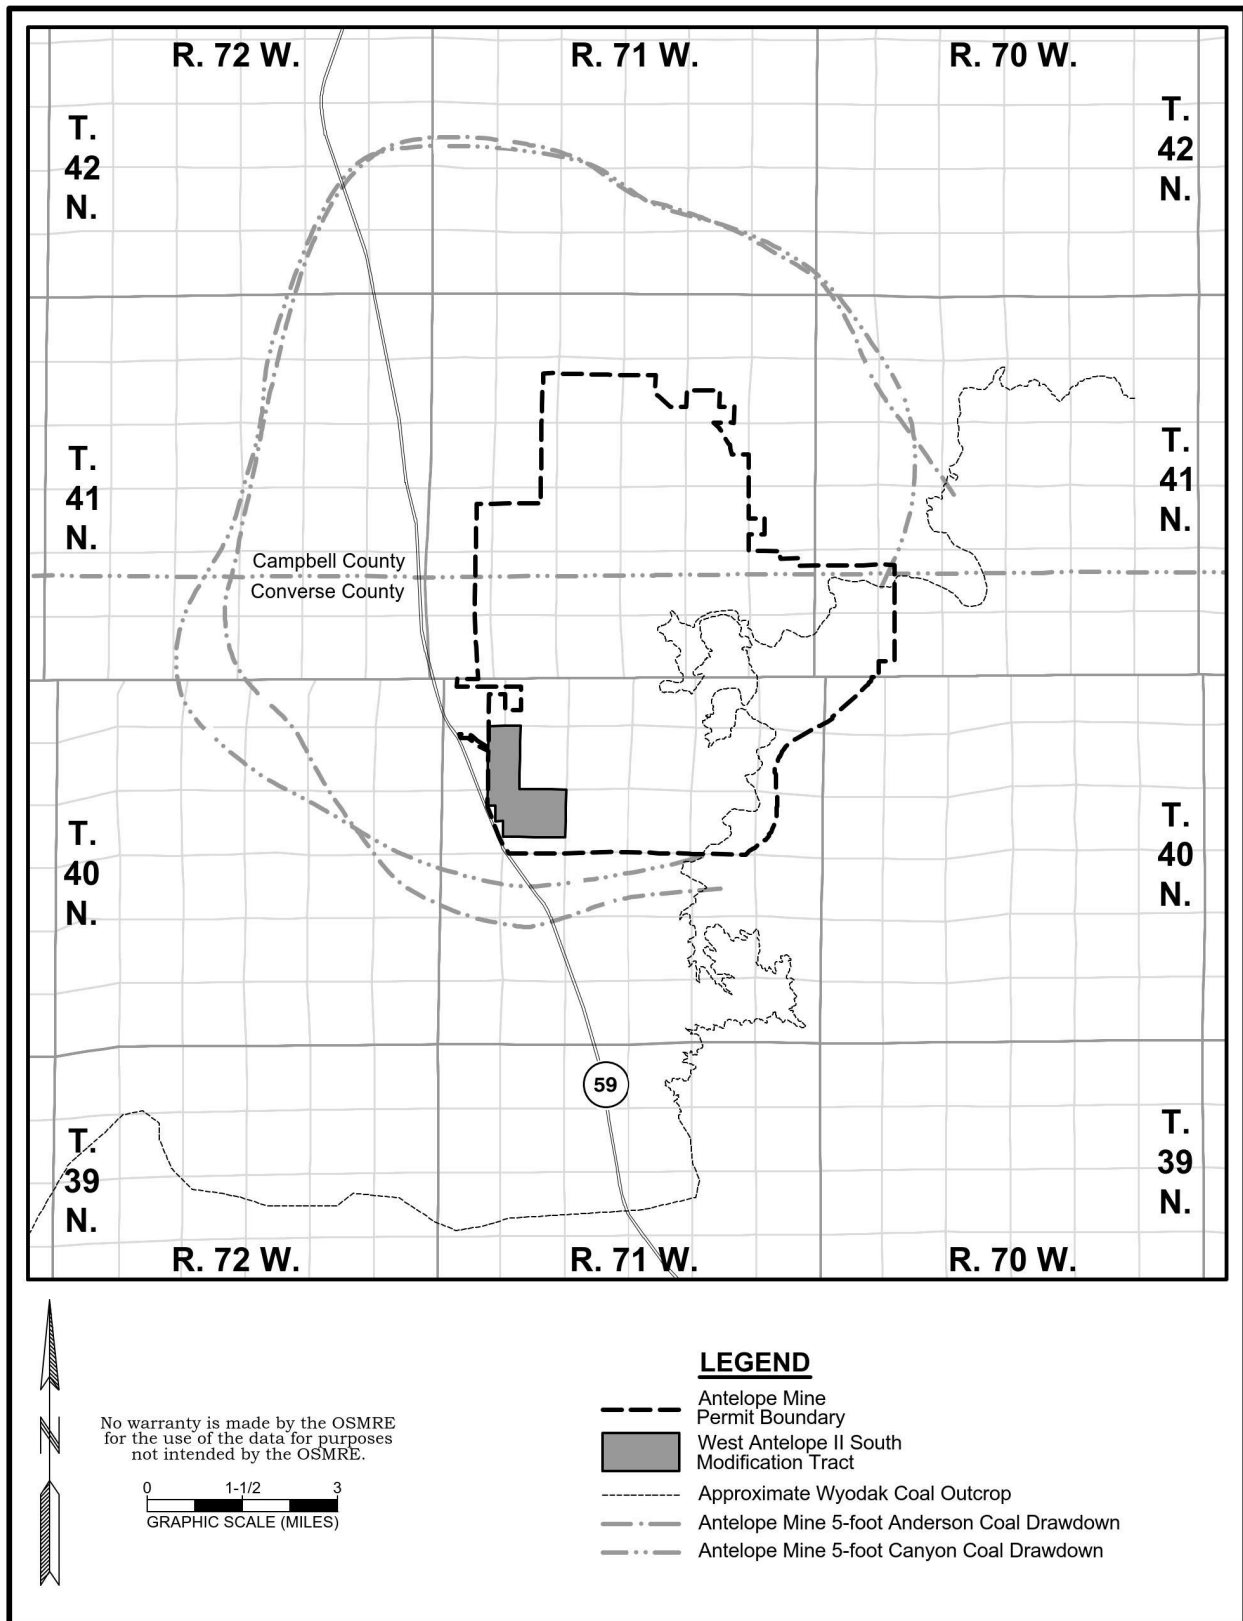 R. 72 W.
R. 71 W.
R. 70 W.
T.
42
N.
T.
42
N.
T.
41
N.
T.
41
N.
Campbell County
Converse County
T.
40
N.
T.
40
N.
59
T.
39
N.
T.
39
N.
R. 72 W.
R. 71 W.
R. 70 W.
N
No warranty is made by the OSMRE
for the use of the data for purposes
not intended by the OSMRE.
0 1-1/2 3
GRAPHIC SCALE (MILES)
LEGEND
Antelope Mine
Permit Boundary
West Antelope II South
Modification Tract
Approximate Wyodak Coal Outcrop
Antelope Mine 5-foot Anderson Coal Drawdown
Antelope Mine 5-foot Canyon Coal Drawdown